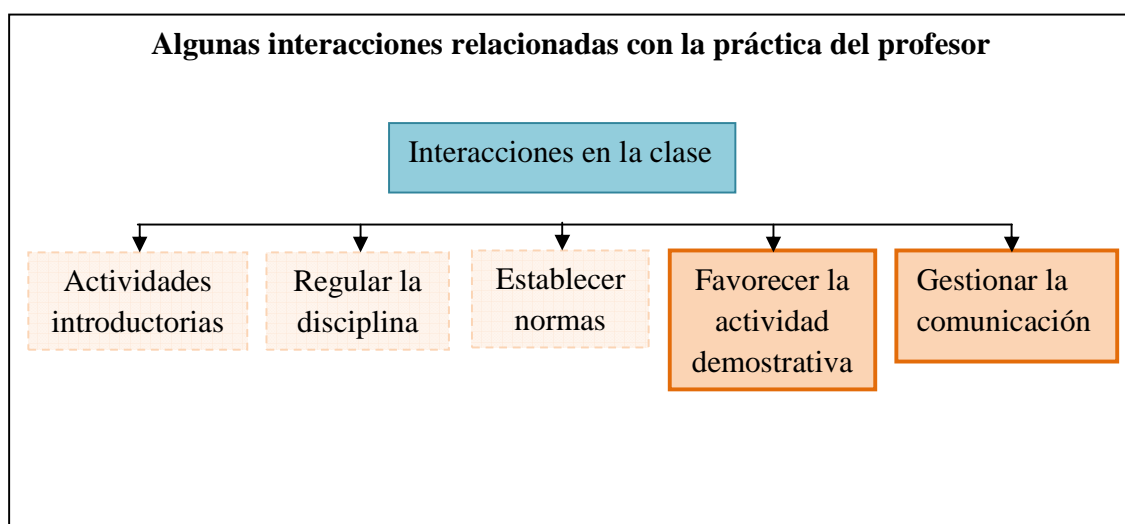 Algunas interacciones relacionadas con la práctica del profesor
Interacciones en la clase
Actividades
introductorias
Regular la
disciplina
Establecer
normas
Favorecer la
actividad
demostrativa
Gestionar la
comunicación